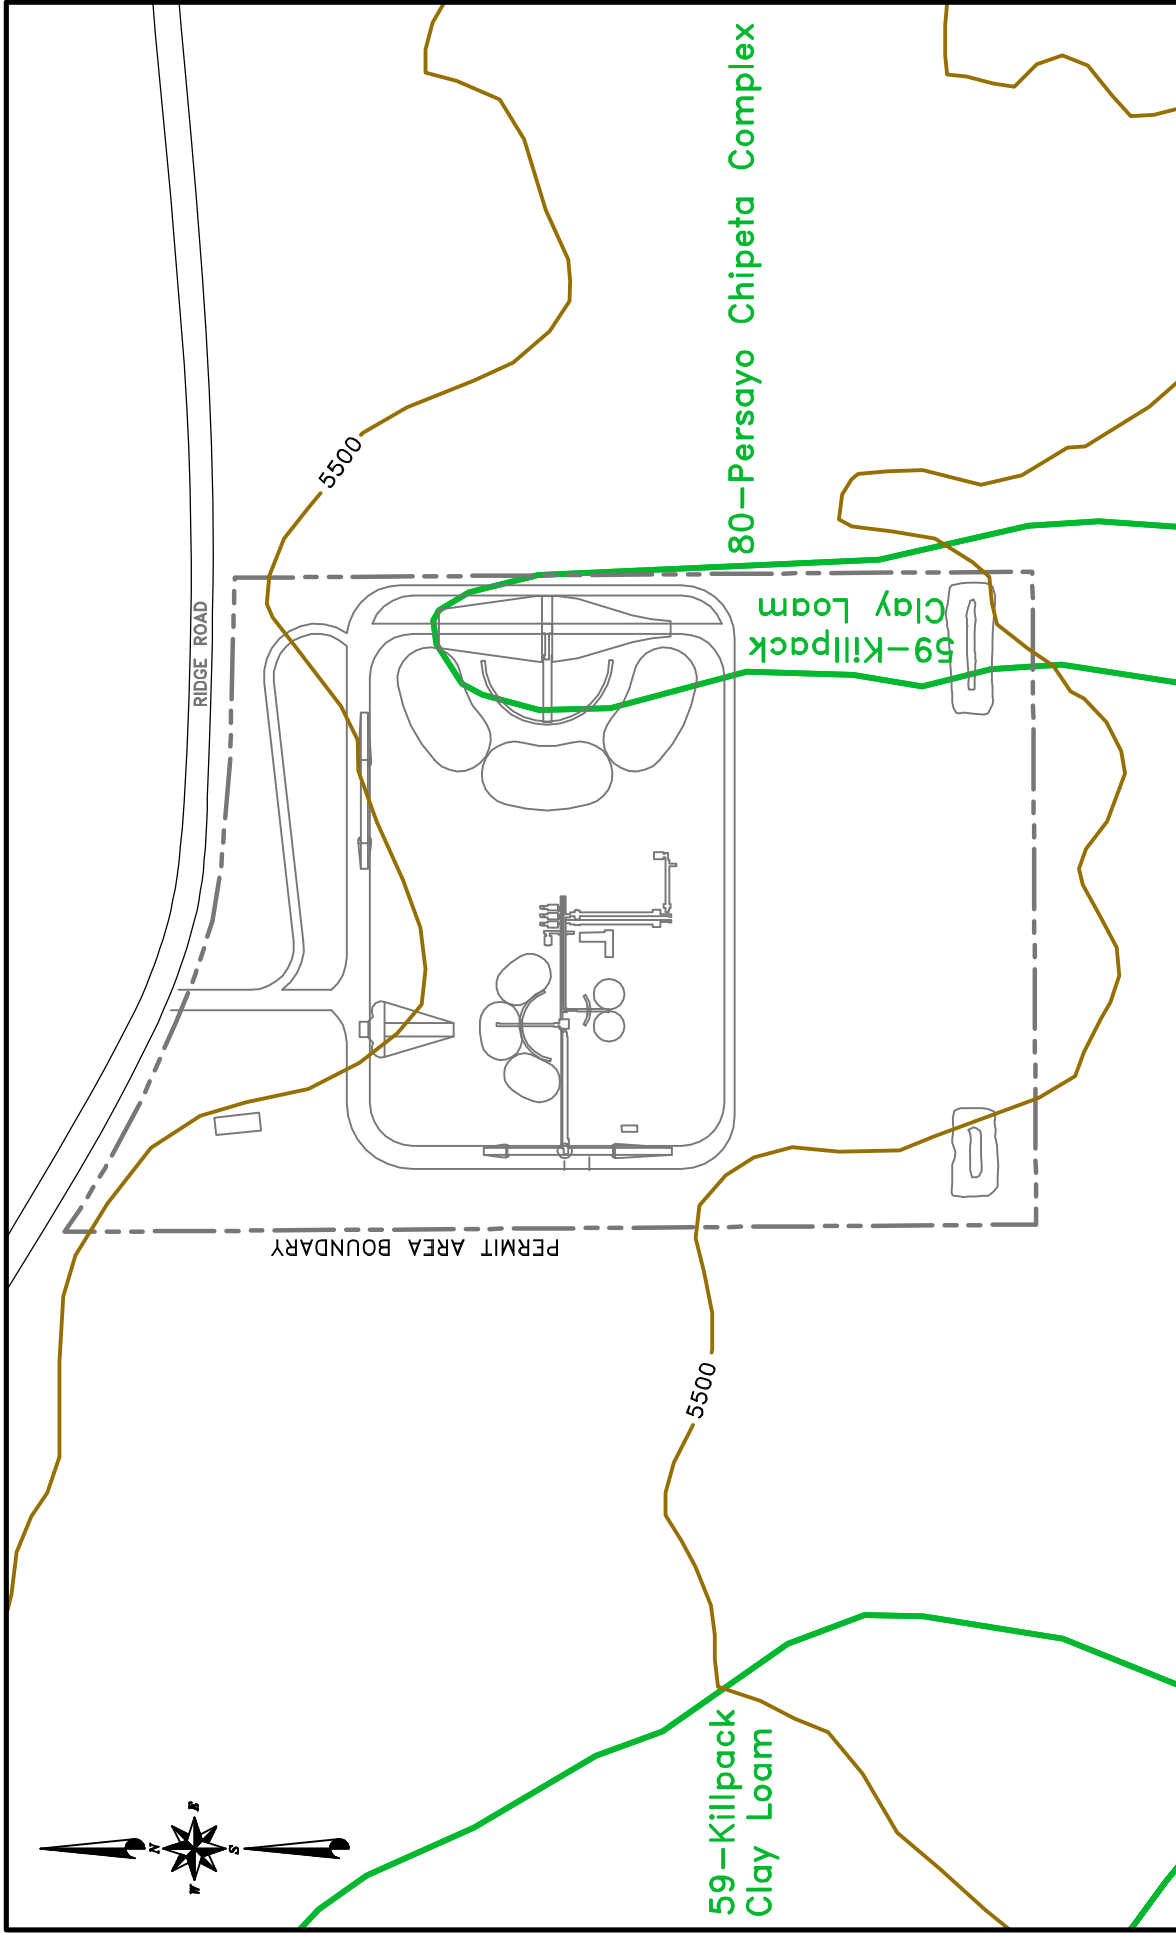 80-Persayo Chipeta Complex
5500
RIDGE ROAD
59-Killpack
Clay Loam
PERMIT AREA BOUNDARY
5500
59-Killpack
Clay Loam
N
E
S
W